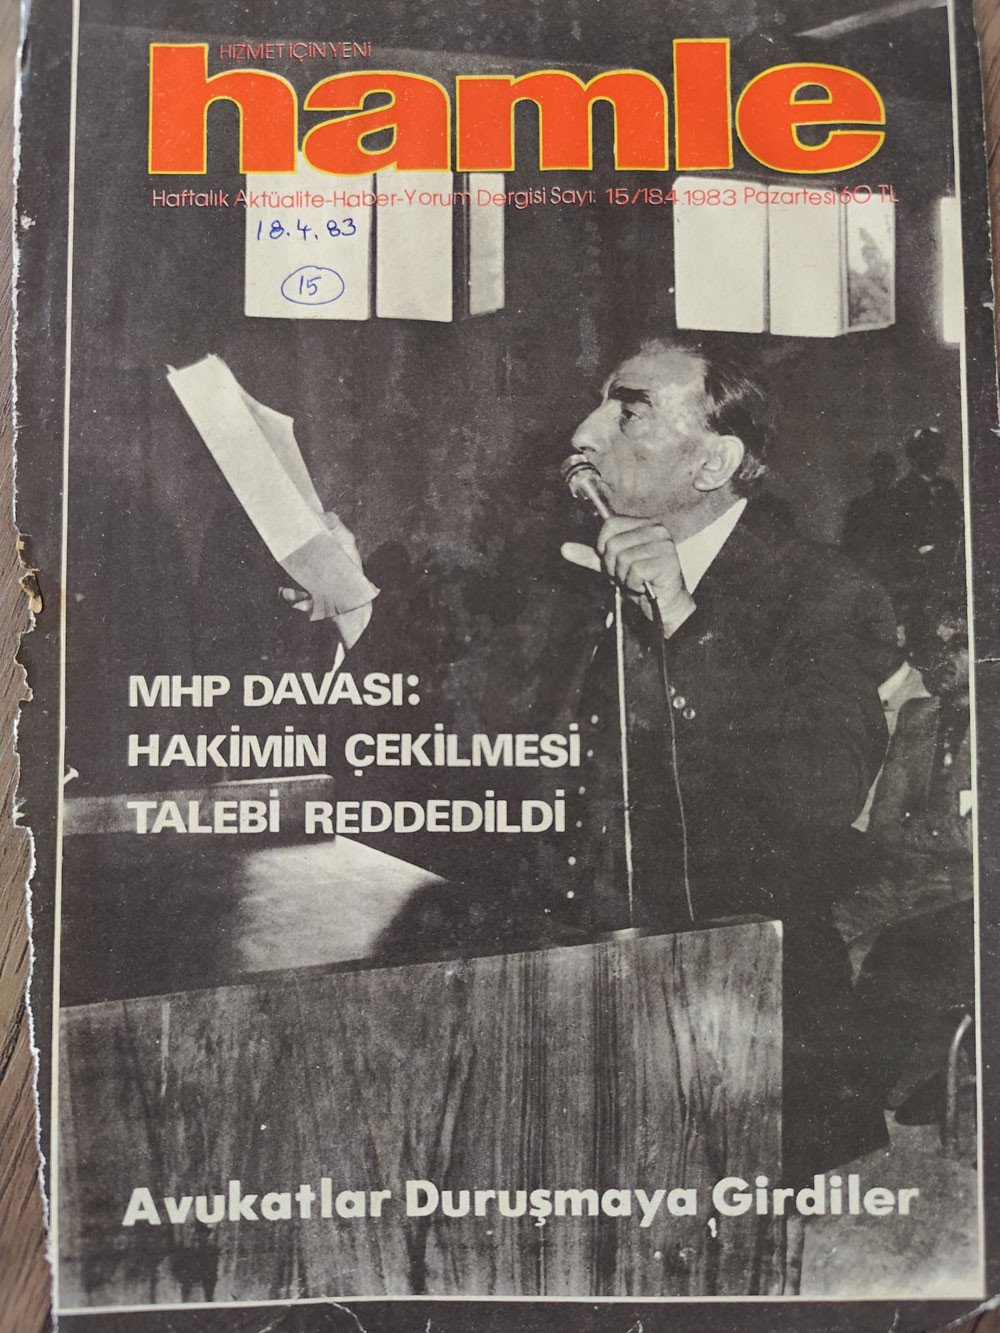 HİZMET İÇİN YENİ
hamle
Haftalık Aktüalite-Haber-Yorum Dergisi Sayı: 15/18.4.1983 Pazartesi 60 TL
18.4.83
15
MHP DAVASI:
HAKİMİN ÇEKİLMESİ
TALEBİ REDDEDİLDİ
Avukatlar Duruşmaya Girdiler